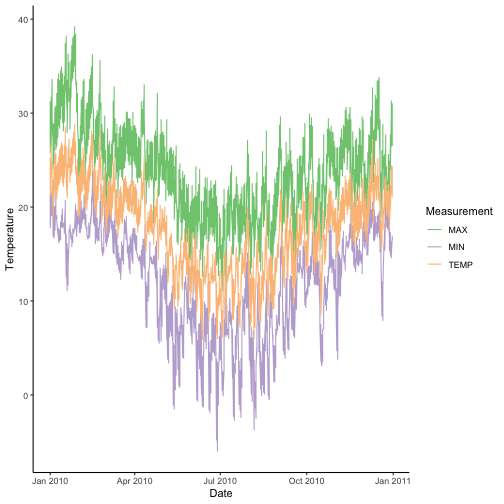 40
30
20
10
0
Temperature
Jan 2010
Apr 2010
Jul 2010
Oct 2010
Jan 2011
Date
Measurement
MAX
MIN
TEMP